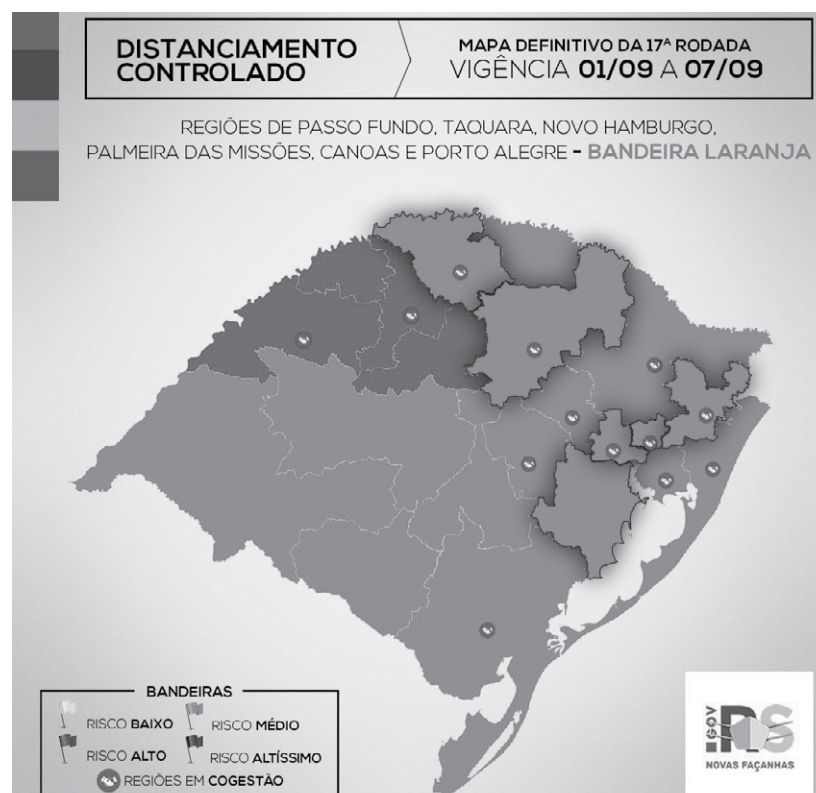 DISTANCIAMENTO
CONTROLADO
MAPA DEFINITIVO DA 17ª RODADA
VIGÊNCIA 01/09 A 07/09
REGIÕES DE PASSO FUNDO, TAQUARA, NOVO HAMBURGO,
PALMEIRA DAS MISSÕES, CANOAS E PORTO ALEGRE - BANDEIRA LARANJA
BANDEIRAS
RISCO BAIXO
RISCO MÉDIO
RISCO ALTO
RISCO ALTÍSSIMO
REGIÕES EM COGESTÃO
GOV
RS
NOVAS FAÇANHAS